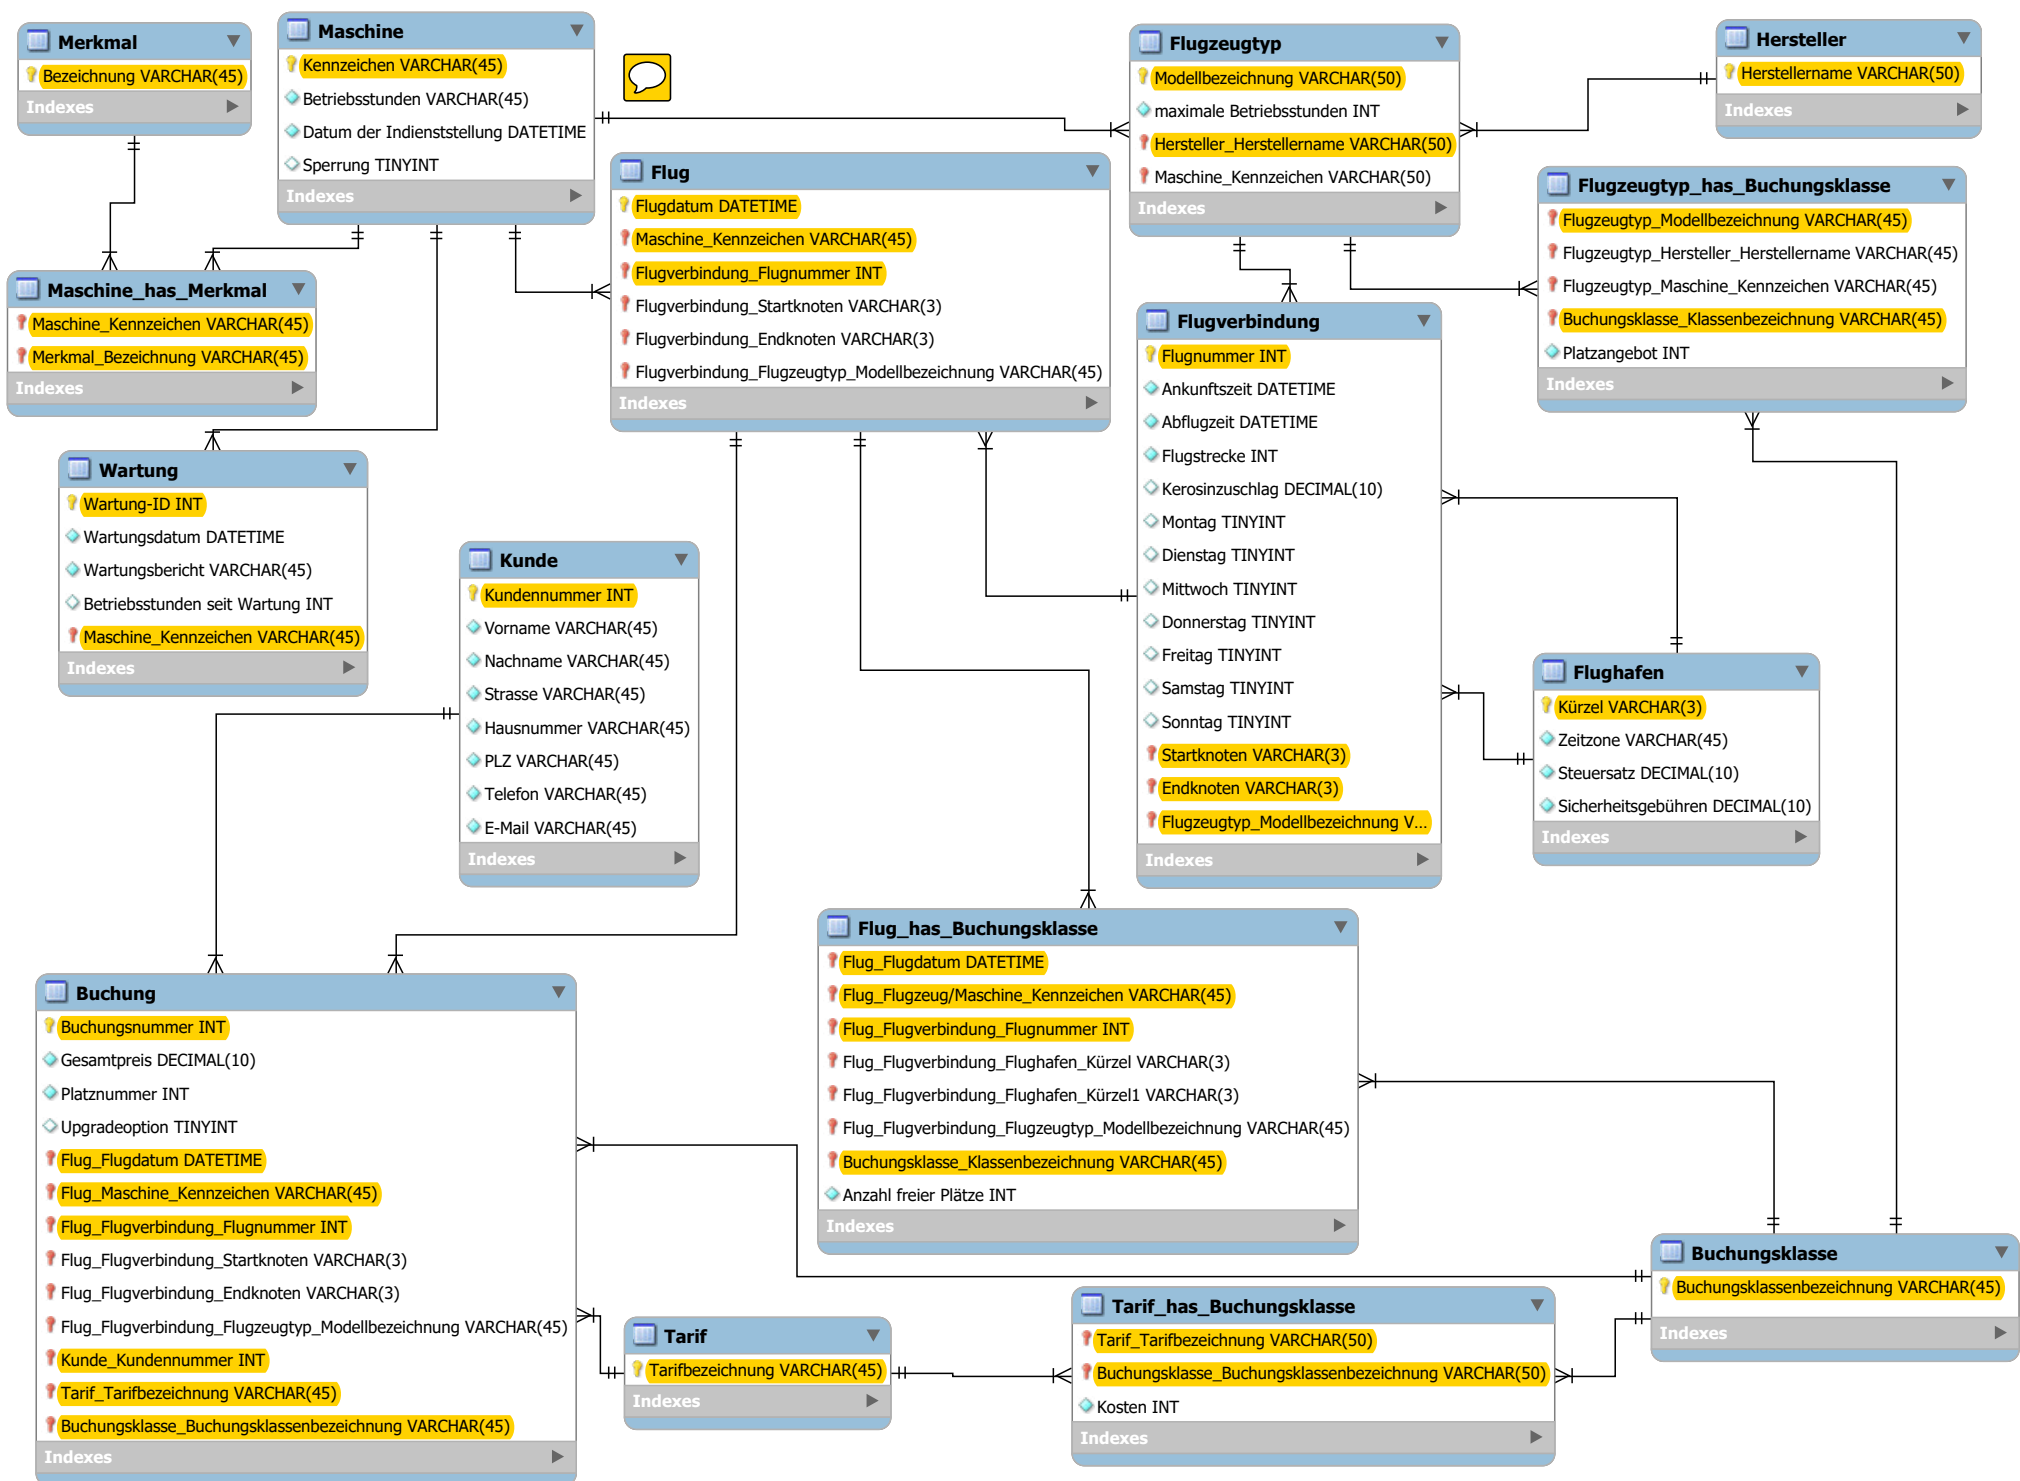 Merkmal
Bezeichnung VARCHAR(45)
Indexes
Maschine
Kennzeichen VARCHAR(45)
Betriebsstunden VARCHAR(45)
Datum der Indienststellung DATETIME
Sperrung TINYINT
Indexes
Flugzeugtyp
Modellbezeichnung VARCHAR(50)
maximale Betriebsstunden INT
Hersteller_Herstellername VARCHAR(50)
Maschine_Kennzeichen VARCHAR(50)
Indexes
Hersteller
Herstellername VARCHAR(50)
Indexes
Flug
Flugdatum DATETIME
Maschine_Kennzeichen VARCHAR(45)
Flugverbindung_Flugnummer INT
Flugverbindung_Startknoten VARCHAR(3)
Flugverbindung_Endknoten VARCHAR(3)
Flugverbindung_Flugzeugtyp_Modellbezeichnung VARCHAR(45)
Indexes
Flugzeugtyp_has_Buchungsklasse
Flugzeugtyp_Modellbezeichnung VARCHAR(45)
Flugzeugtyp_Hersteller_Herstellername VARCHAR(45)
Flugzeugtyp_Maschine_Kennzeichen VARCHAR(45)
Buchungsklasse_Klassenbezeichnung VARCHAR(45)
Platzangebot INT
Indexes
Maschine_has_Merkmal
Maschine_Kennzeichen VARCHAR(45)
Merkmal_Bezeichnung VARCHAR(45)
Indexes
Flugverbindung
Flugnummer INT
Ankunftszeit DATETIME
Abflugzeit DATETIME
Flugstrecke INT
Kerosinzuschlag DECIMAL(10)
Montag TINYINT
Dienstag TINYINT
Mittwoch TINYINT
Donnerstag TINYINT
Freitag TINYINT
Samstag TINYINT
Sonntag TINYINT
Startknoten VARCHAR(3)
Endknoten VARCHAR(3)
Flugzeugtyp_Modellbezeichnung V...
Indexes
Wartung
Wartung-ID INT
Wartungsdatum DATETIME
Wartungsbericht VARCHAR(45)
Betriebsstunden seit Wartung INT
Maschine_Kennzeichen VARCHAR(45)
Indexes
Kunde
Kundennummer INT
Vorname VARCHAR(45)
Nachname VARCHAR(45)
Strasse VARCHAR(45)
Hausnummer VARCHAR(45)
PLZ VARCHAR(45)
Telefon VARCHAR(45)
E-Mail VARCHAR(45)
Indexes
Flughafen
Kürzel VARCHAR(3)
Zeitzone VARCHAR(45)
Steuersatz DECIMAL(10)
Sicherheitsgebühren DECIMAL(10)
Indexes
Flug_has_Buchungsklasse
Flug_Flugdatum DATETIME
Flug_Flugzeug/Maschine_Kennzeichen VARCHAR(45)
Flug_Flugverbindung_Flugnummer INT
Flug_Flugverbindung_Flughafen_Kürzel VARCHAR(3)
Flug_Flugverbindung_Flughafen_Kürzel1 VARCHAR(3)
Flug_Flugverbindung_Flugzeugtyp_Modellbezeichnung VARCHAR(45)
Buchungsklasse_Klassenbezeichnung VARCHAR(45)
Anzahl freier Plätze INT
Indexes
Buchung
Buchungsnummer INT
Gesamtpreis DECIMAL(10)
Platznummer INT
Upgradeoption TINYINT
Flug_Flugdatum DATETIME
Flug_Maschine_Kennzeichen VARCHAR(45)
Flug_Flugverbindung_Flugnummer INT
Flug_Flugverbindung_Startknoten VARCHAR(3)
Flug_Flugverbindung_Endknoten VARCHAR(3)
Flug_Flugverbindung_Flugzeugtyp_Modellbezeichnung VARCHAR(45)
Kunde_Kundennummer INT
Tarif_Tarifbezeichnung VARCHAR(45)
Buchungsklasse_Buchungsklassenbezeichnung VARCHAR(45)
Indexes
Tarif
Tarifbezeichnung VARCHAR(45)
Indexes
Tarif_has_Buchungsklasse
Tarif_Tarifbezeichnung VARCHAR(50)
Buchungsklasse_Buchungsklassenbezeichnung VARCHAR(50)
Kosten INT
Indexes
Buchungsklasse
Buchungsklassenbezeichnung VARCHAR(45)
Indexes